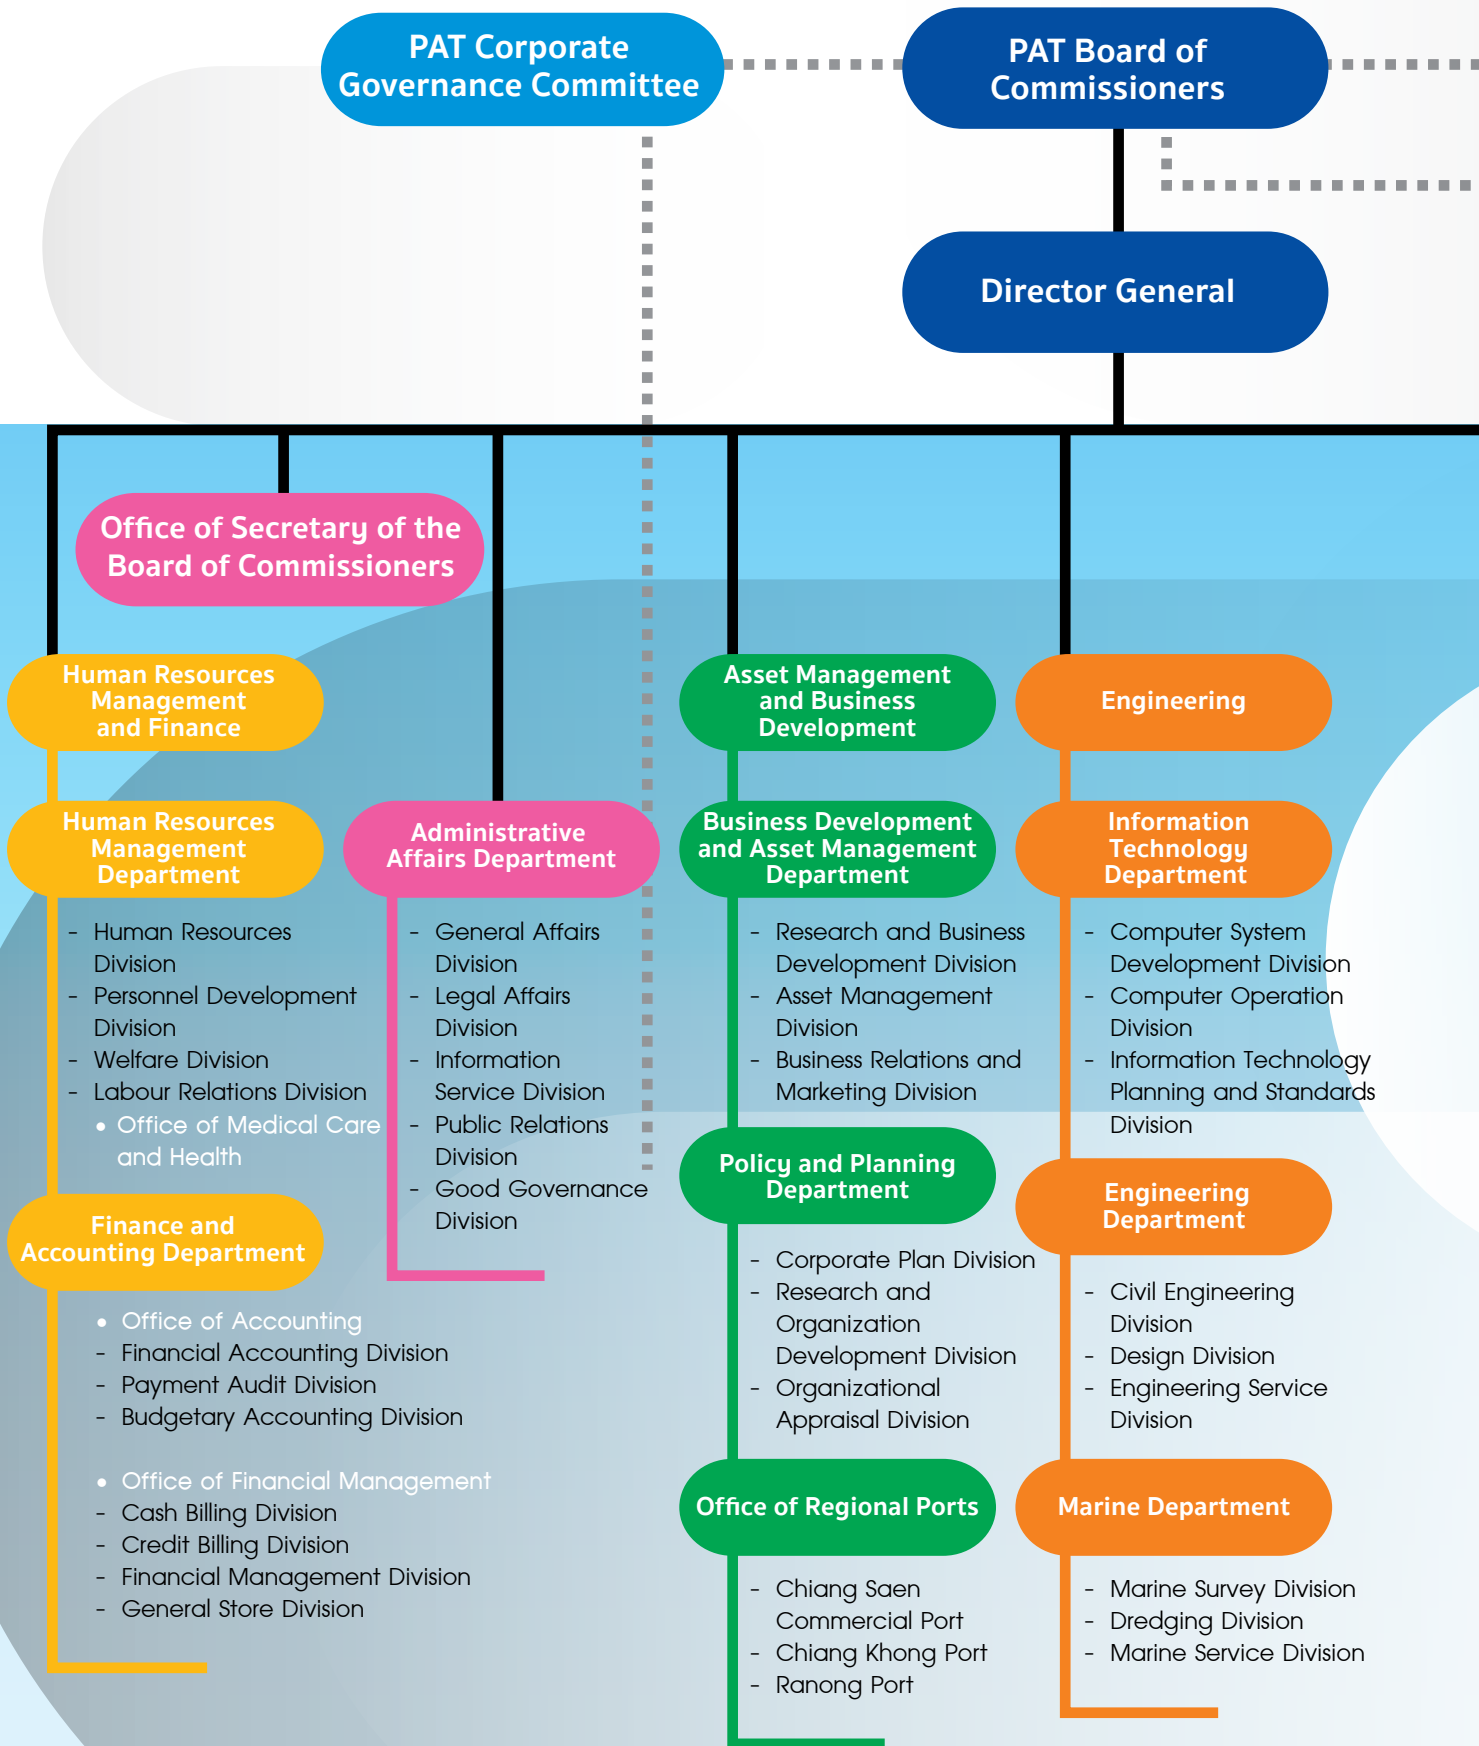 PAT Corporate
Governance Committee
PAT Board of
Commissioners
Director General
Office of Secretary of the
Board of Commissioners
Human Resources
Management
and Finance
Human Resources
Management
Department
- Human Resources
Division
- Personnel Development
Division
- Welfare Division
- Labour Relations Division
• Office of Medical Care
and Health
Finance and
Accounting Department
• Office of Accounting
- Financial Accounting Division
- Payment Audit Division
- Budgetary Accounting Division
• Office of Financial Management
- Cash Billing Division
- Credit Billing Division
- Financial Management Division
- General Store Division
Administrative
Affairs Department
- General Affairs
Division
- Legal Affairs
Division
- Information
Service Division
- Public Relations
Division
- Good Governance
Division
Asset Management
and Business
Development
Business Development
and Asset Management
Department
- Research and Business
Development Division
- Asset Management
Division
- Business Relations and
Marketing Division
Policy and Planning
Department
- Corporate Plan Division
- Research and
Organization
Development Division
- Organizational
Appraisal Division
Office of Regional Ports
- Chiang Saen
Commercial Port
- Chiang Khong Port
- Ranong Port
Engineering
Information
Technology
Department
- Computer System
Development Division
- Computer Operation
Division
- Information Technology
Planning and Standards
Division
Engineering
Department
- Civil Engineering
Division
- Design Division
- Engineering Service
Division
Marine Department
- Marine Survey Division
- Dredging Division
- Marine Service Division